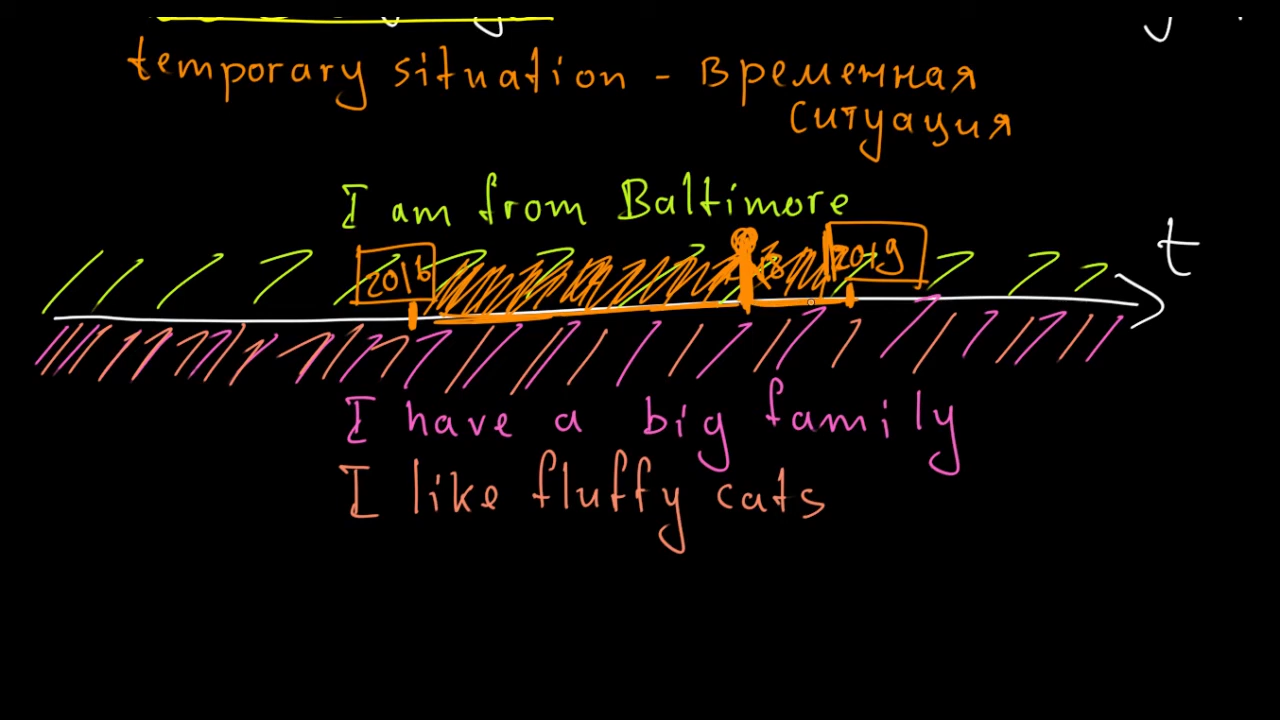 temporary situation - временная
ситуация
I am from Baltimore
t
2016
2019
I have a big family
I like fluffy cats